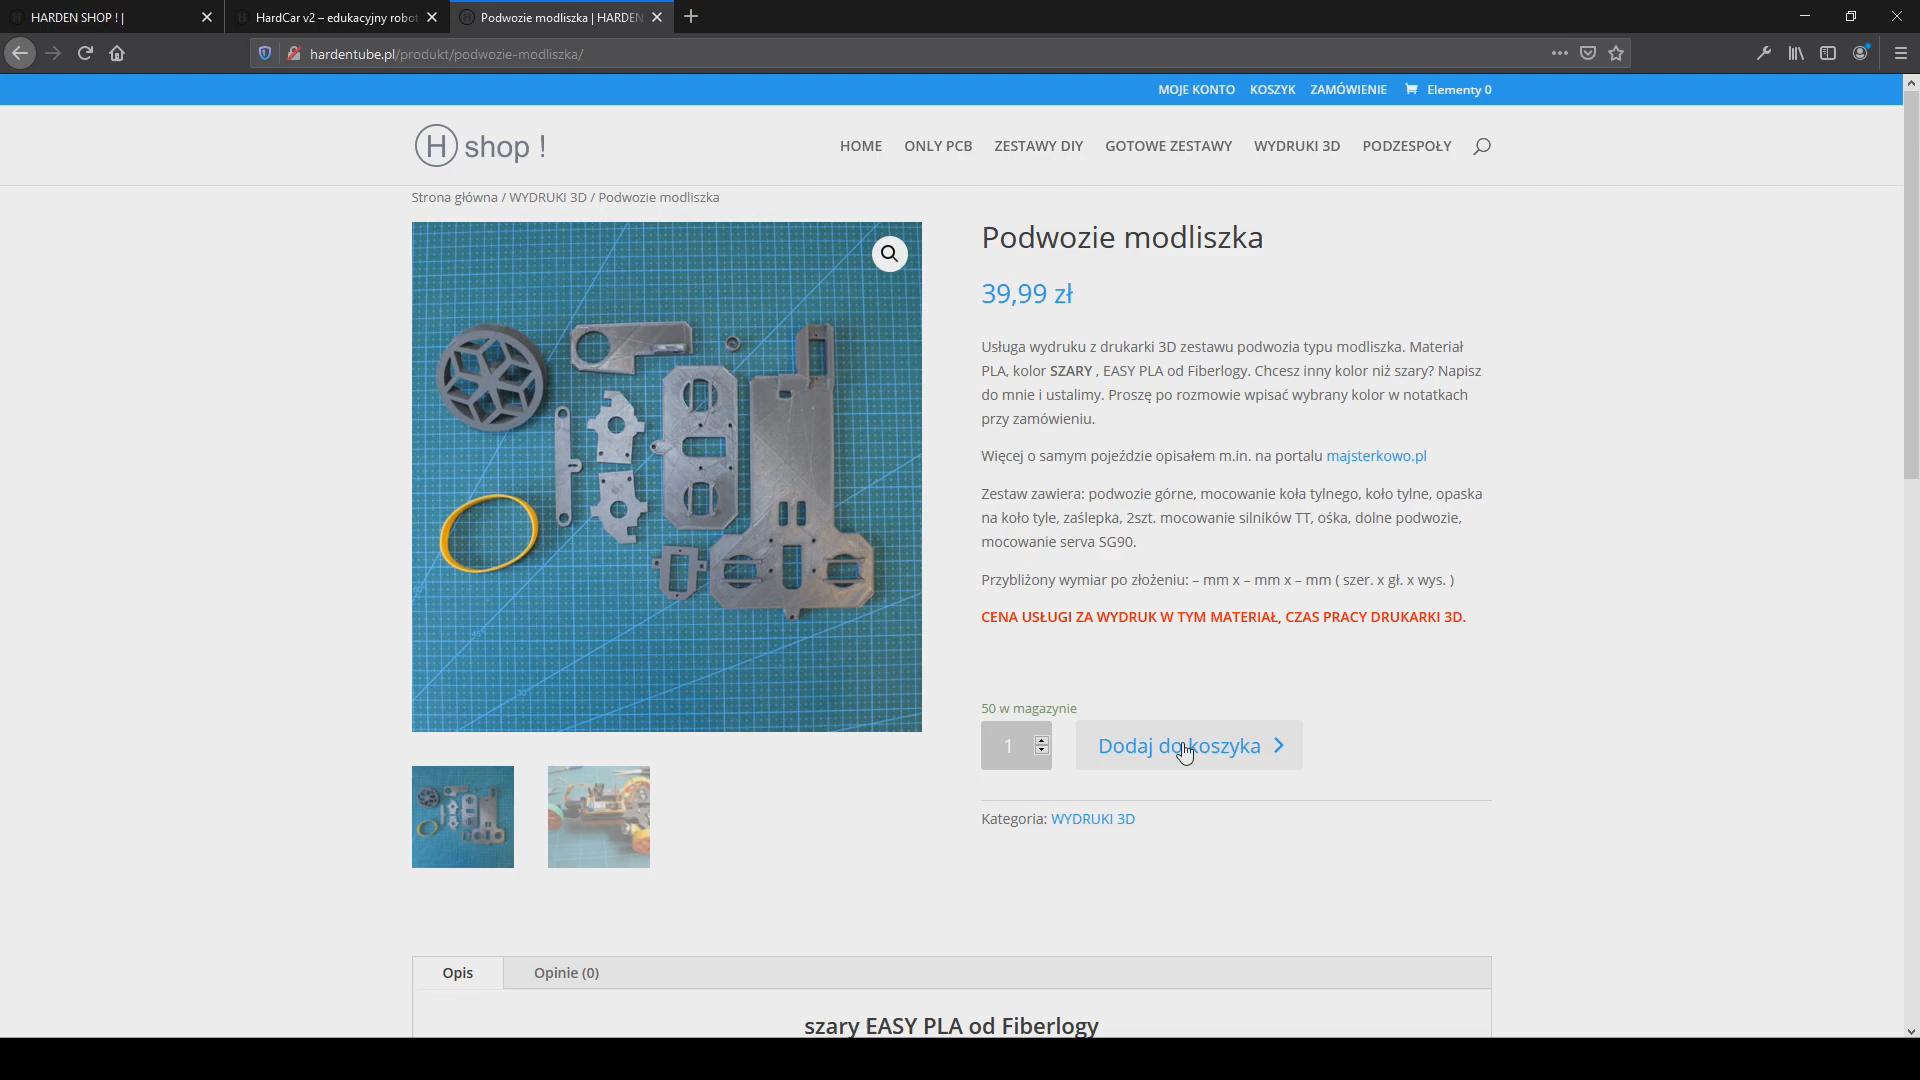 HARDEN SHOP ! |
HardCar v2 – edukacyjny robot
Podwozie modliszka | HARDEN
hardentube.pl/produkt/podwozie-modliszka/
MOJE KONTO KOSZYK ZAMÓWIENIE Elementy 0
H shop !
HOME ONLY PCB ZESTAWY DIY GOTOWE ZESTAWY WYDRUKI 3D PODZESPOŁY
Strona główna / WYDRUKI 3D / Podwozie modliszka
Podwozie modliszka
39,99 zł
Usługa wydruku z drukarki 3D zestawu podwozia typu modliszka. Materiał
PLA, kolor SZARY , EASY PLA od Fiberlogy. Chcesz inny kolor niż szary? Napisz
do mnie i ustalimy. Proszę po rozmowie wpisać wybrany kolor w notatkach
przy zamówieniu.
Więcej o samym pojeździe opisałem m.in. na portalu majsterkowo.pl
Zestaw zawiera: podwozie górne, mocowanie koła tylnego, koło tylne, opaska
na koło tyle, zaślepka, 2szt. mocowanie silników TT, ośka, dolne podwozie,
mocowanie serva SG90.
Przybliżony wymiar po złożeniu: – mm x – mm x – mm ( szer. x gł. x wys. )
CENA USŁUGI ZA WYDRUK W TYM MATERIAŁ, CZAS PRACY DRUKARKI 3D.
50 w magazynie
1
Dodaj do koszyka
Kategoria: WYDRUKI 3D
Opis
Opinie (0)
szary EASY PLA od Fiberlogy